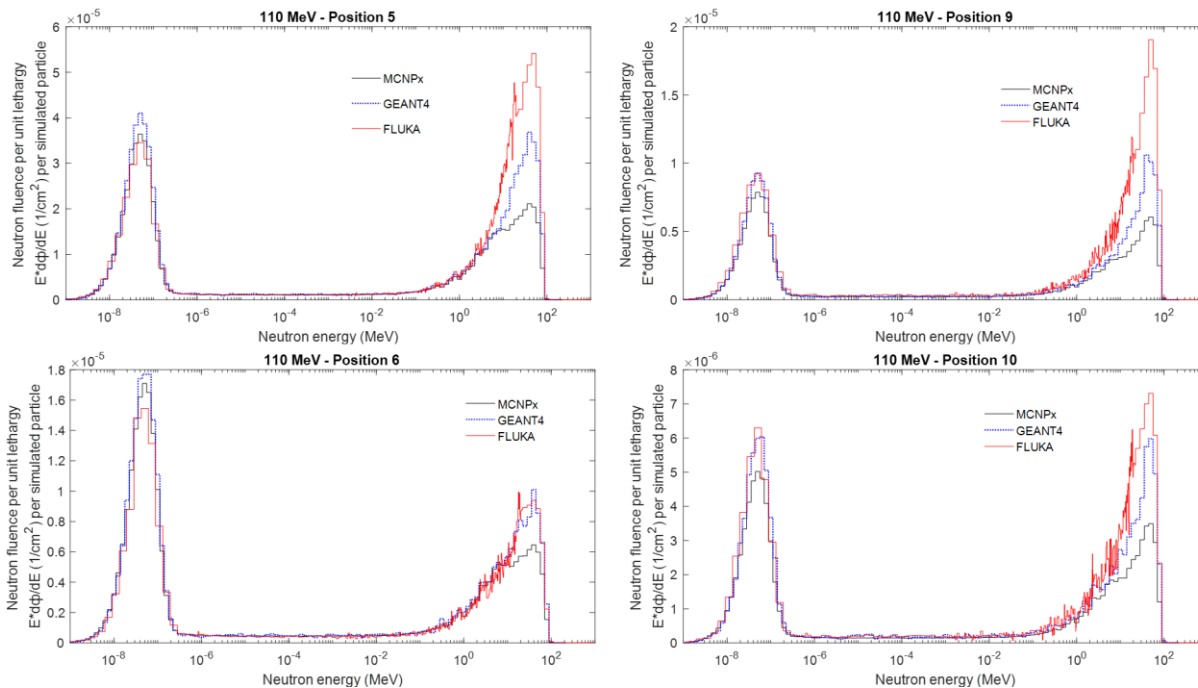 110 MeV - Position 5
×10⁻⁵
6
5
4
3
2
1
0
Neutron fluence per unit lethargy
E*dϕ/dE (1/cm²) per simulated particle
MCNPx
GEANT4
FLUKA
10⁻⁸ 10⁻⁶ 10⁻⁴ 10⁻² 10⁰ 10²
Neutron energy (MeV)
110 MeV - Position 9
×10⁻⁵
2
1.5
1
0.5
0
Neutron fluence per unit lethargy
E*dϕ/dE (1/cm²) per simulated particle
MCNPx
GEANT4
FLUKA
10⁻⁸ 10⁻⁶ 10⁻⁴ 10⁻² 10⁰ 10²
Neutron energy (MeV)
110 MeV - Position 6
×10⁻⁵
1.8
1.6
1.4
1.2
1
0.8
0.6
0.4
0.2
0
Neutron fluence per unit lethargy
E*dϕ/dE (1/cm²) per simulated particle
MCNPx
GEANT4
FLUKA
10⁻⁸ 10⁻⁶ 10⁻⁴ 10⁻² 10⁰ 10²
Neutron energy (MeV)
110 MeV - Position 10
×10⁻⁶
8
7
6
5
4
3
2
1
0
Neutron fluence per unit lethargy
E*dϕ/dE (1/cm²) per simulated particle
MCNPx
GEANT4
FLUKA
10⁻⁸ 10⁻⁶ 10⁻⁴ 10⁻² 10⁰ 10²
Neutron energy (MeV)